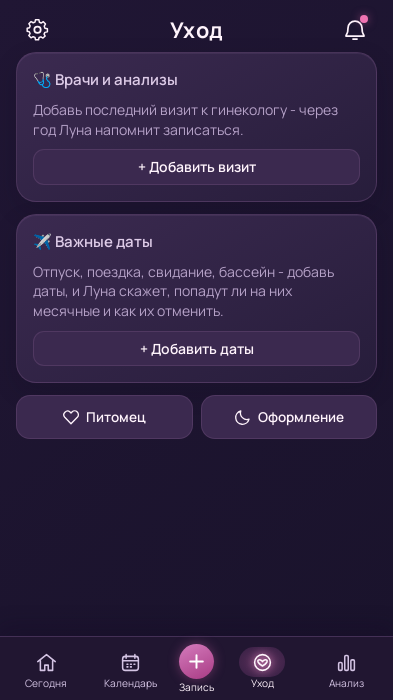 Уход
Врачи и анализы
Добавь последний визит к гинекологу - через
год Луна напомнит записаться.
+ Добавить визит
Важные даты
Отпуск, поездка, свидание, бассейн - добавь
даты, и Луна скажет, попадут ли на них
месячные и как их отменить.
+ Добавить даты
Питомец
Оформление
Сегодня
Календарь
Запись
Уход
Анализ